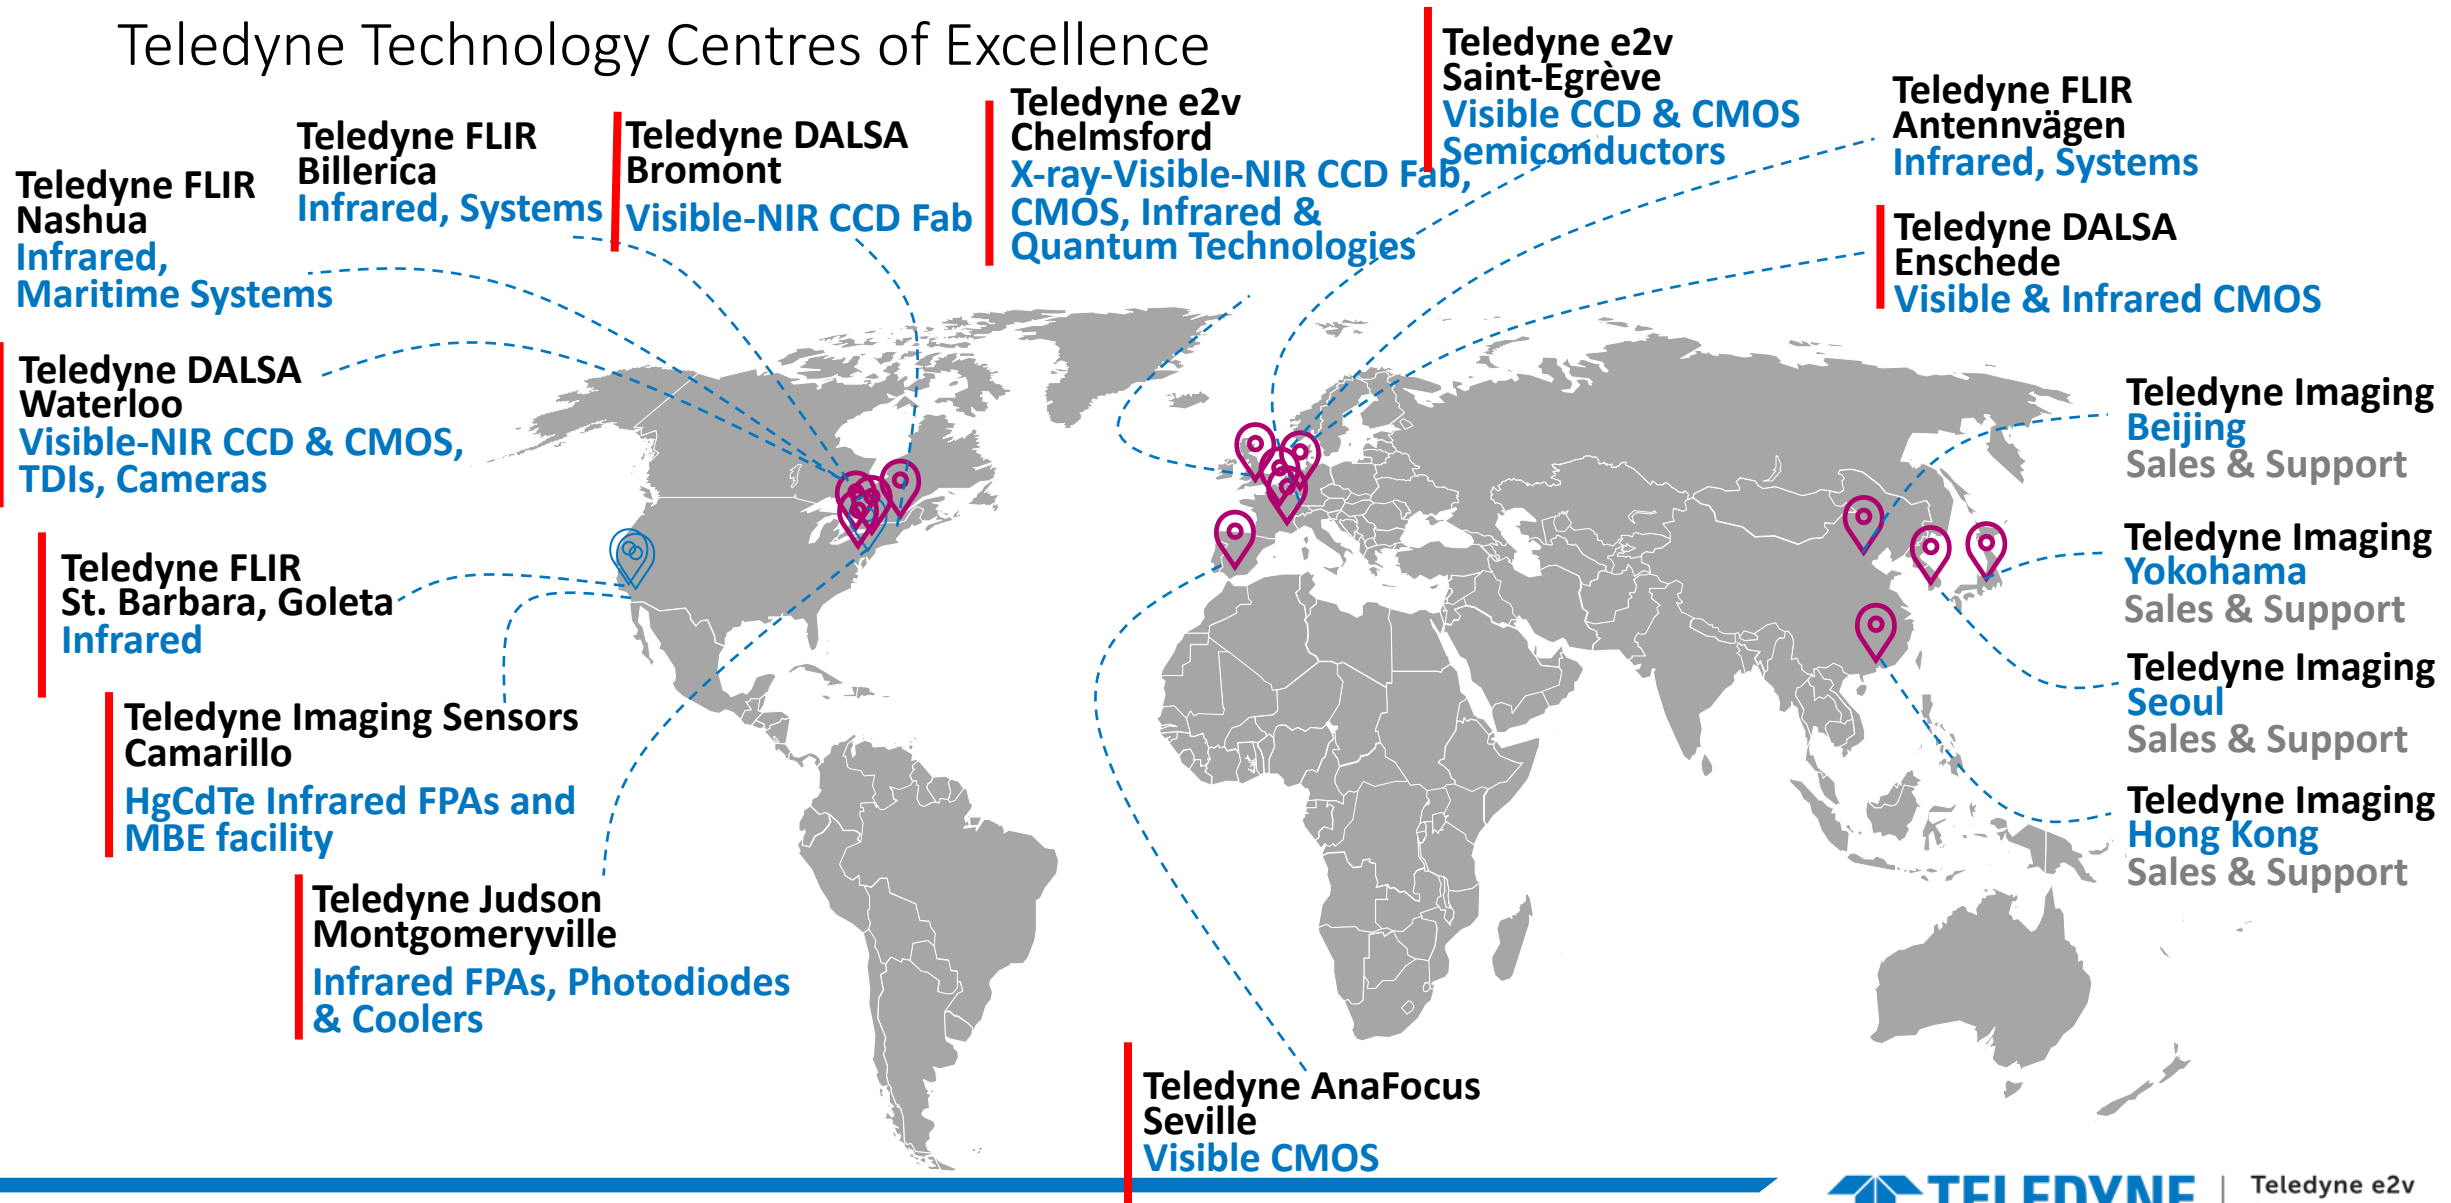 Teledyne Technology Centres of Excellence
Teledyne FLIR
Nashua
Infrared,
Maritime Systems
Teledyne FLIR
Billerica
Infrared, Systems
Teledyne DALSA
Bromont
Visible-NIR CCD Fab
Teledyne e2v
Chelmsford
X-ray-Visible-NIR CCD Fab,
CMOS, Infrared &
Quantum Technologies
Teledyne e2v
Saint-Egrève
Visible CCD & CMOS
Semiconductors
Teledyne FLIR
Antennvägen
Infrared, Systems
Teledyne DALSA
Enschede
Visible & Infrared CMOS
Teledyne DALSA
Waterloo
Visible-NIR CCD & CMOS,
TDIs, Cameras
Teledyne FLIR
St. Barbara, Goleta
Infrared
Teledyne Imaging Sensors
Camarillo
HgCdTe Infrared FPAs and
MBE facility
Teledyne Judson
Montgomeryville
Infrared FPAs, Photodiodes
& Coolers
Teledyne AnaFocus
Seville
Visible CMOS
Teledyne Imaging
Beijing
Sales & Support
Teledyne Imaging
Yokohama
Sales & Support
Teledyne Imaging
Seoul
Sales & Support
Teledyne Imaging
Hong Kong
Sales & Support
TELEDYNE
Teledyne e2v